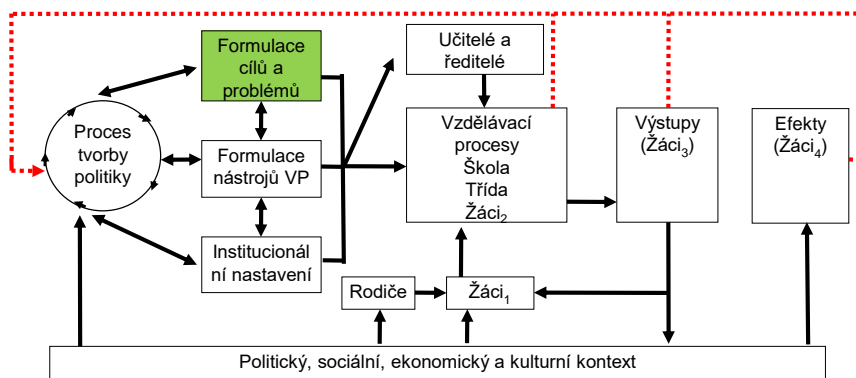 Formulace
cílů a
problémů
Učitelé a
ředitelé
Proces
tvorby
politiky
Formulace
nástrojů VP
Vzdělávací
procesy
Škola
Třída
Žáci₂
Výstupy
(Žáci₃)
Efekty
(Žáci₄)
Institucionál
ní nastavení
Rodiče
Žáci₁
Politický, sociální, ekonomický a kulturní kontext